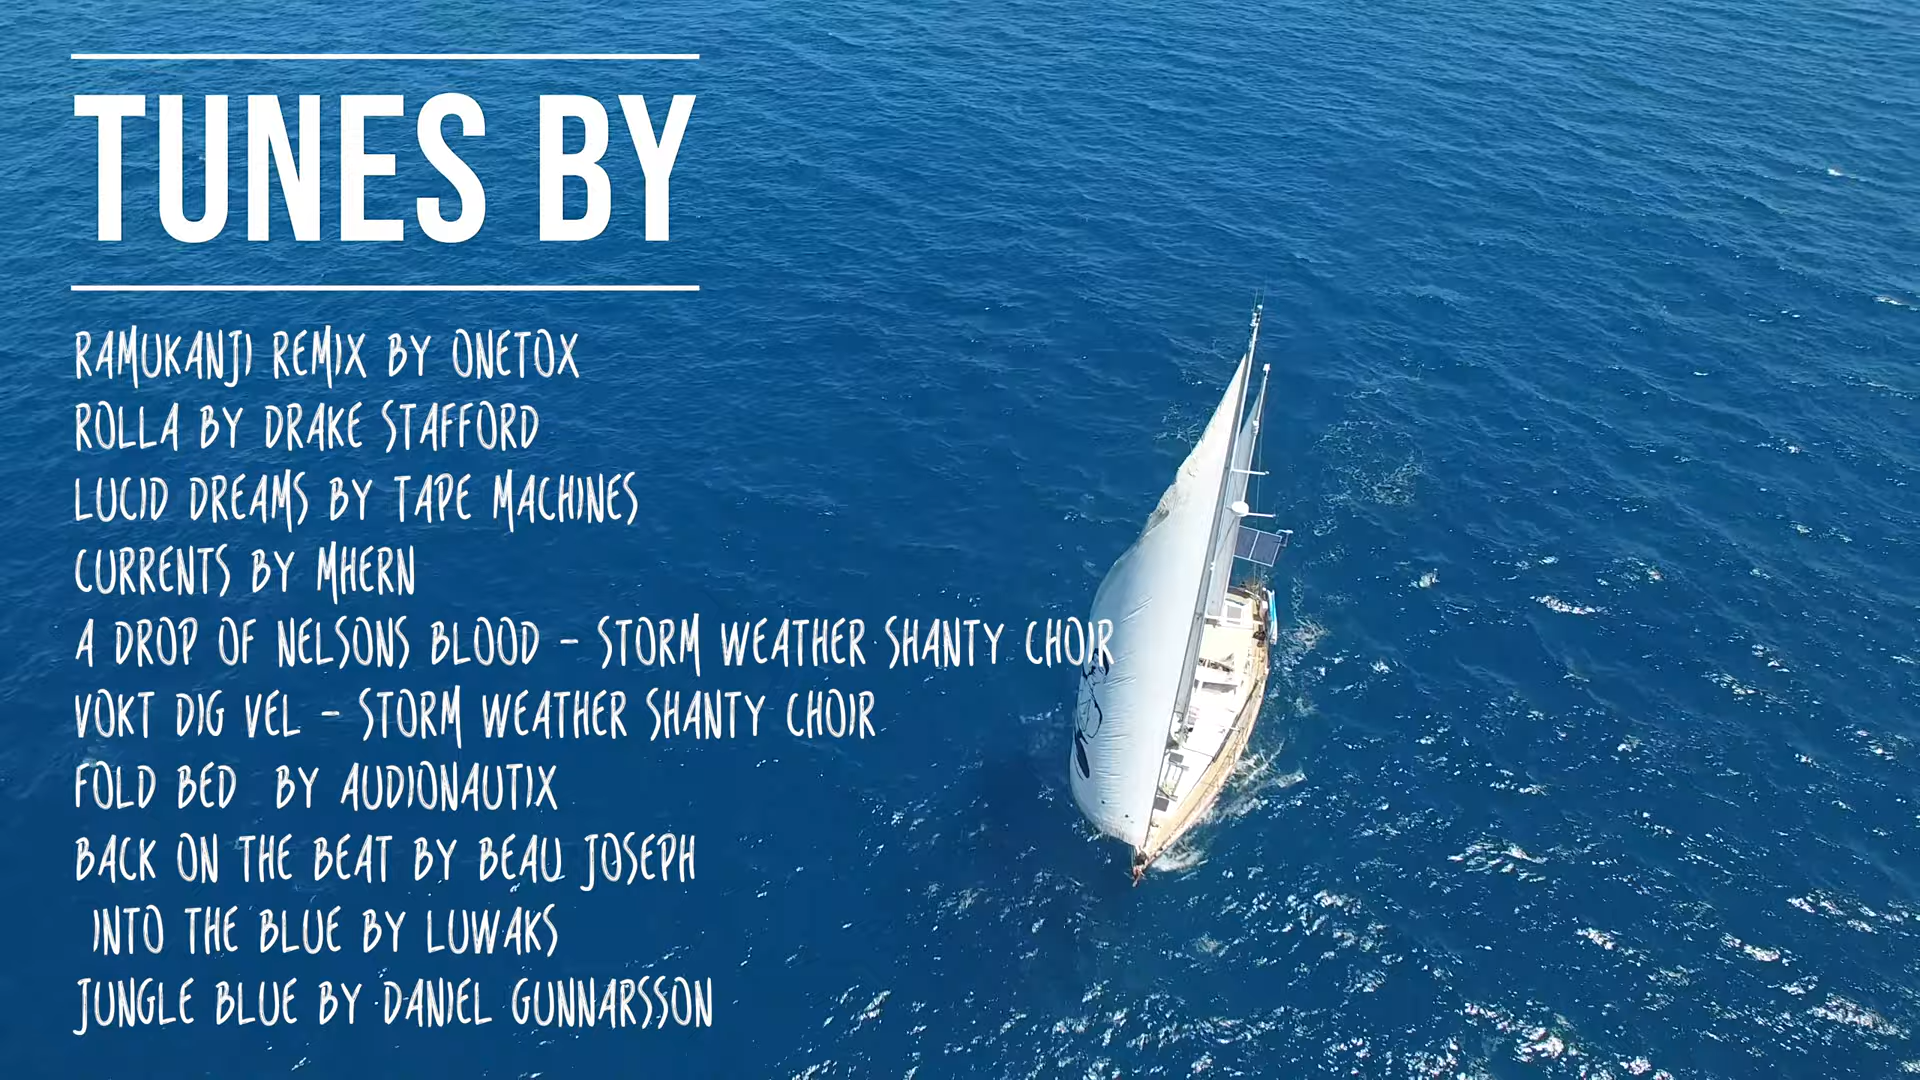 TUNES BY
RAMUKANJI REMIX BY ONETOX
ROLLA BY DRAKE STAFFORD
LUCID DREAMS BY TAPE MACHINES
CURRENTS BY MHERN
A DROP OF NELSONS BLOOD - STORM WEATHER SHANTY CHOIR
VOKT DIG VEL - STORM WEATHER SHANTY CHOIR
FOLD BED  BY AUDIONAUTIX
BACK ON THE BEAT BY BEAU JOSEPH
INTO THE BLUE BY LUWAKS
JUNGLE BLUE BY DANIEL GUNNARSSON